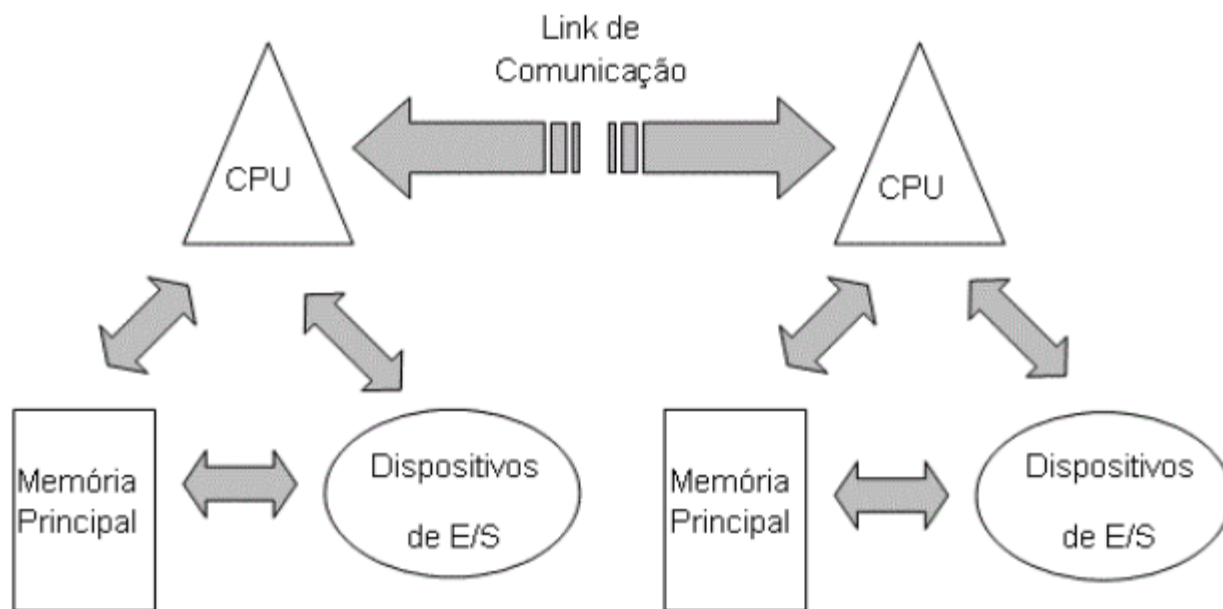 Link de
Comunicação
CPU
CPU
Memória
Principal
Dispositivos
de E/S
Memória
Principal
Dispositivos
de E/S